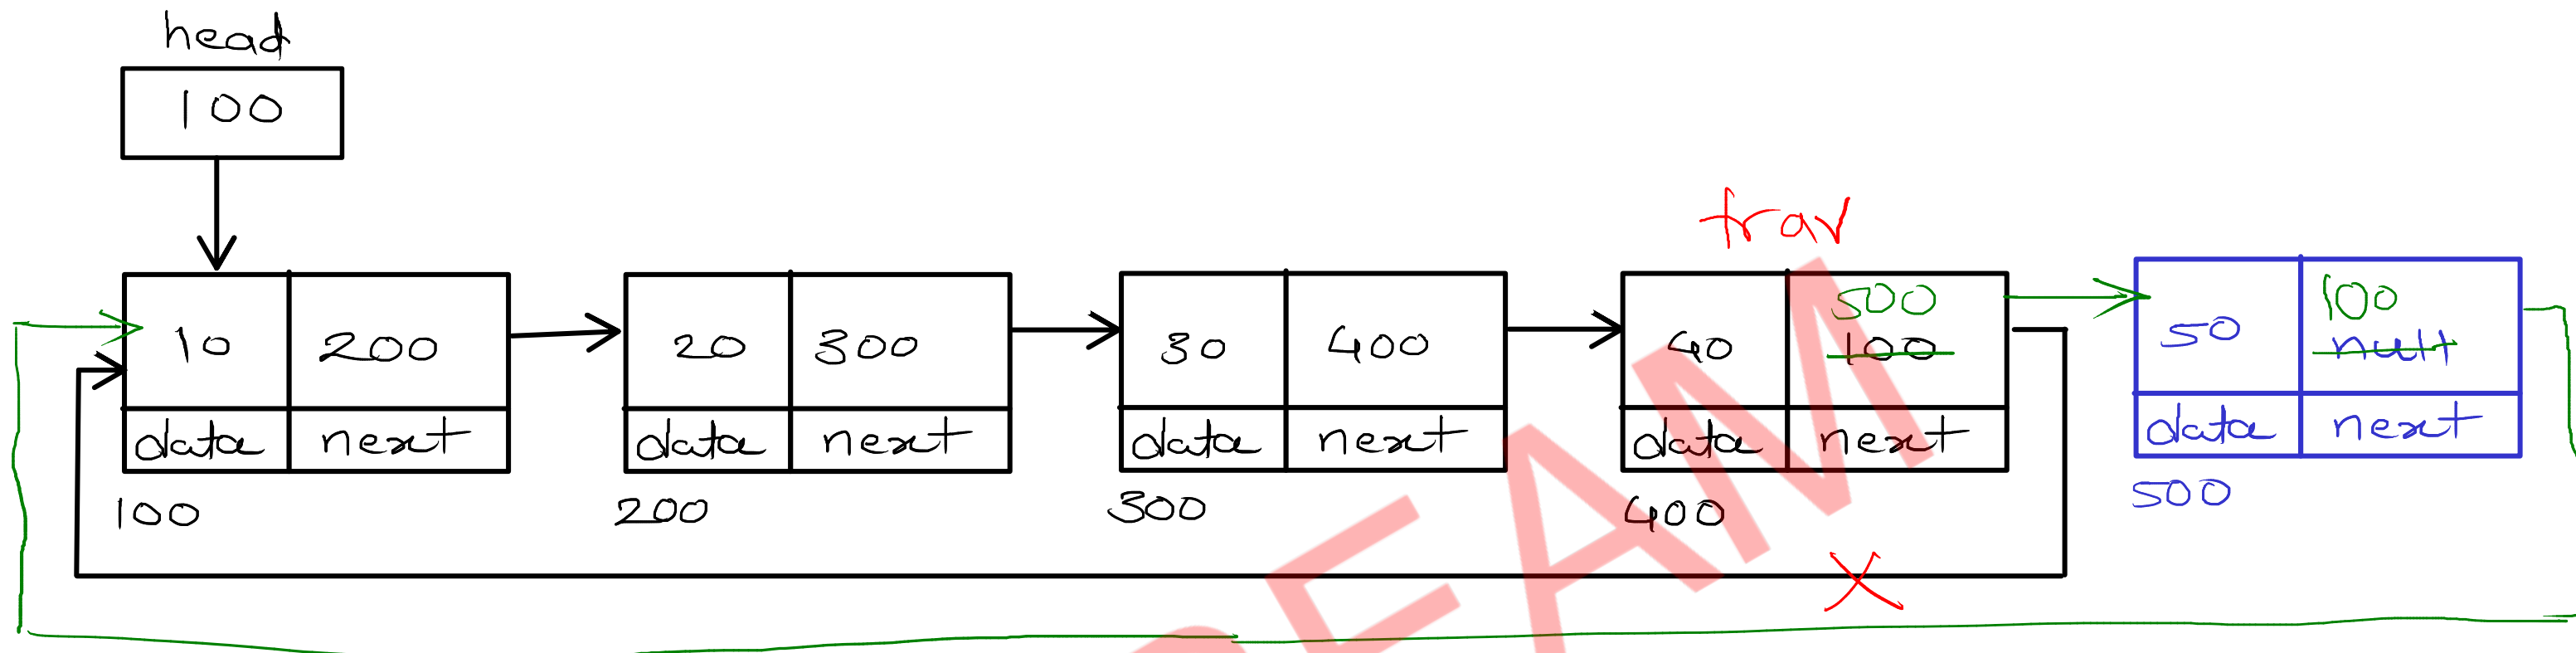 head
100
trav
10 200 20 300 30 400 40 500 50 100
100 null
data next data next data next data next data next
100 200 300 400 500